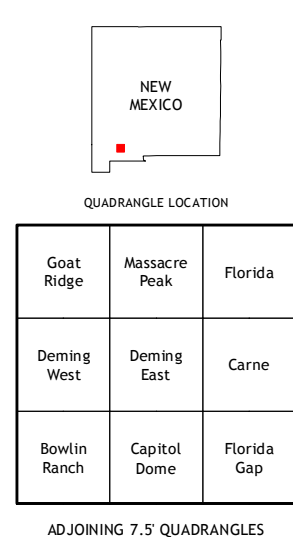 NEW
MEXICO
QUADRANGLE LOCATION
Goat
Ridge
Massacre
Peak
Florida
Deming
West
Deming
East
Carne
Bowlin
Ranch
Capitol
Dome
Florida
Gap
ADJOINING 7.5' QUADRANGLES